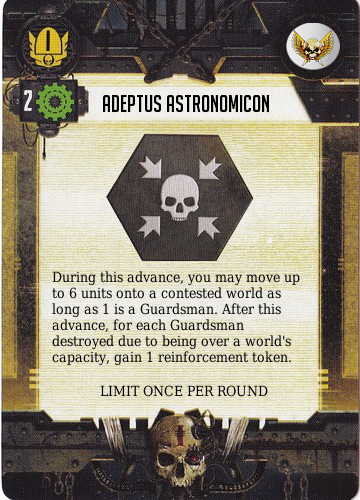 2
ADEPTUS ASTRONOMICON
During this advance, you may move up
to 6 units onto a contested world as
long as 1 is a Guardsman. After this
advance, for each Guardsman
destroyed due to being over a world's
capacity, gain 1 reinforcement token.
LIMIT ONCE PER ROUND